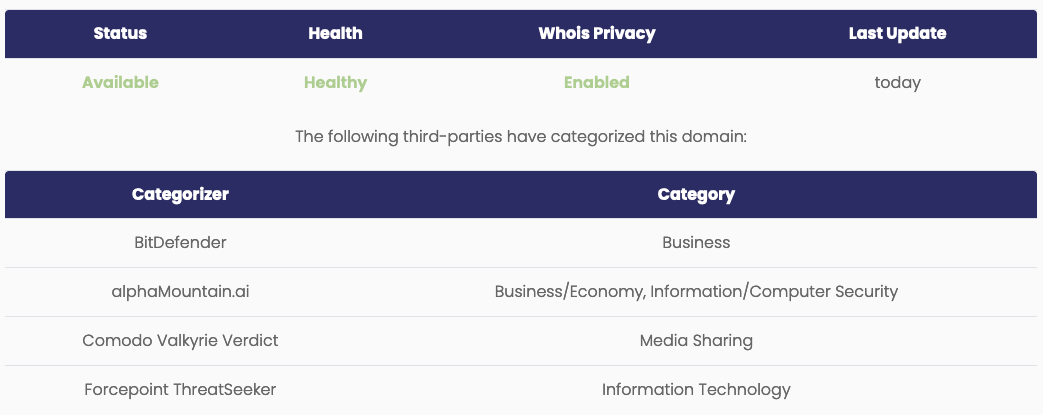 Status Health Whois Privacy Last Update
Available Healthy Enabled today
The following third-parties have categorized this domain:
Categorizer Category
BitDefender Business
alphaMountain.ai Business/Economy, Information/Computer Security
Comodo Valkyrie Verdict Media Sharing
Forcepoint ThreatSeeker Information Technology